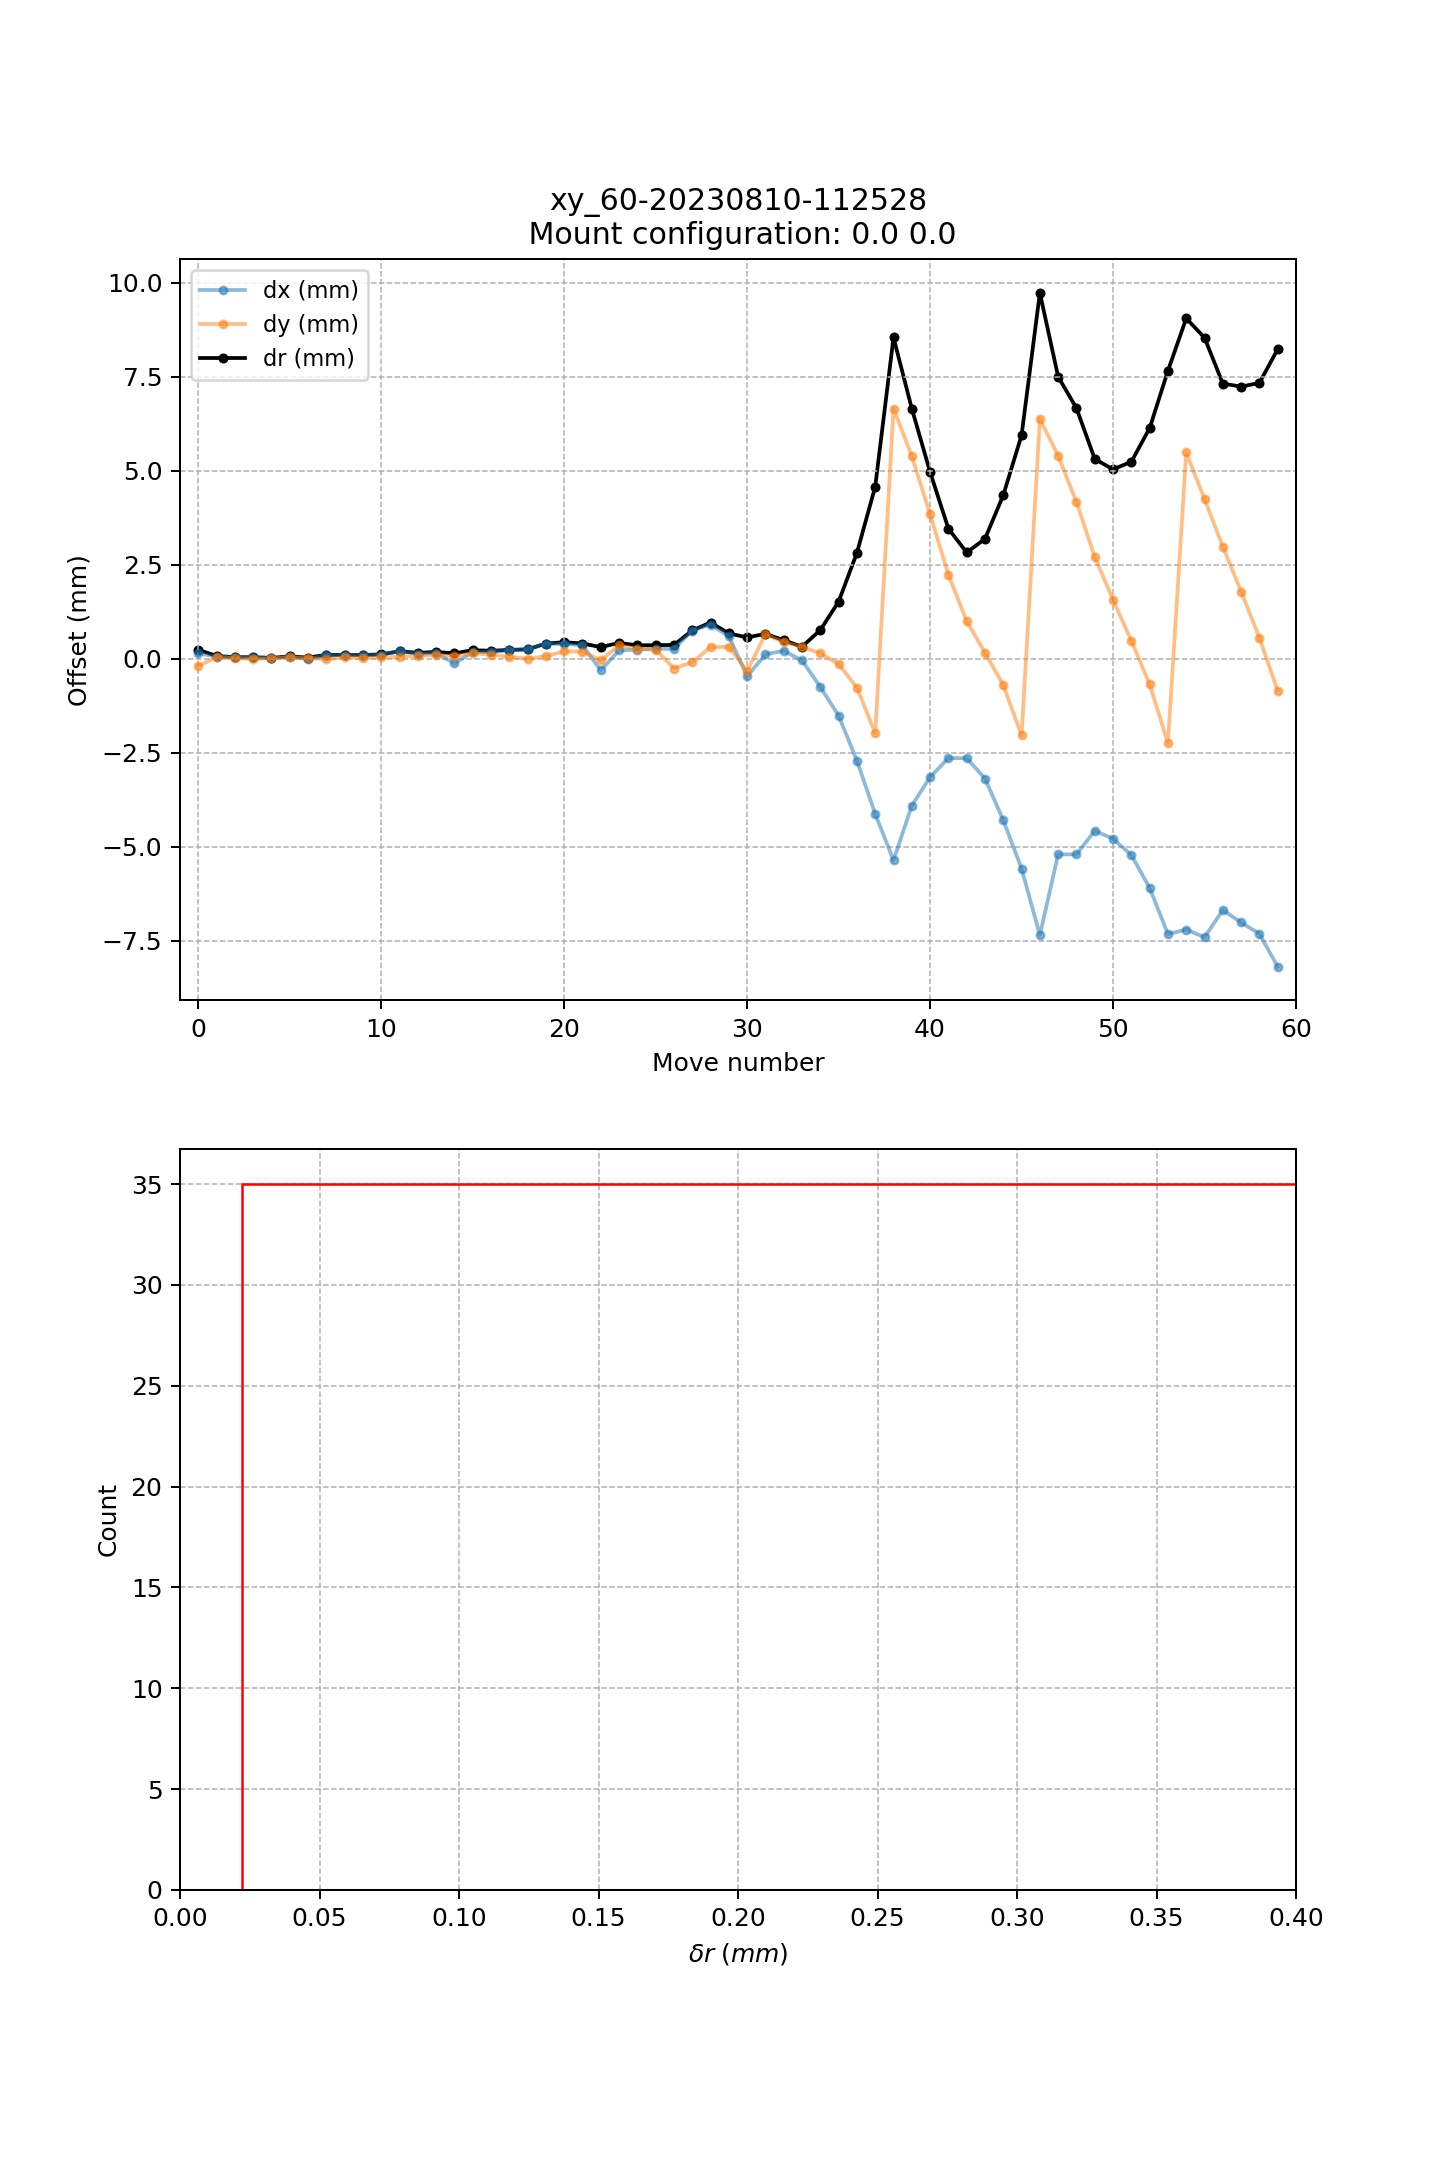 xy_60-20230810-112528
Mount configuration: 0.0 0.0
dx (mm)
dy (mm)
dr (mm)
10.0
7.5
5.0
2.5
0.0
−2.5
−5.0
−7.5
Offset (mm)
0 10 20 30 40 50 60
Move number
35
30
25
20
15
10
5
0
Count
0.00 0.05 0.10 0.15 0.20 0.25 0.30 0.35 0.40
δr (mm)